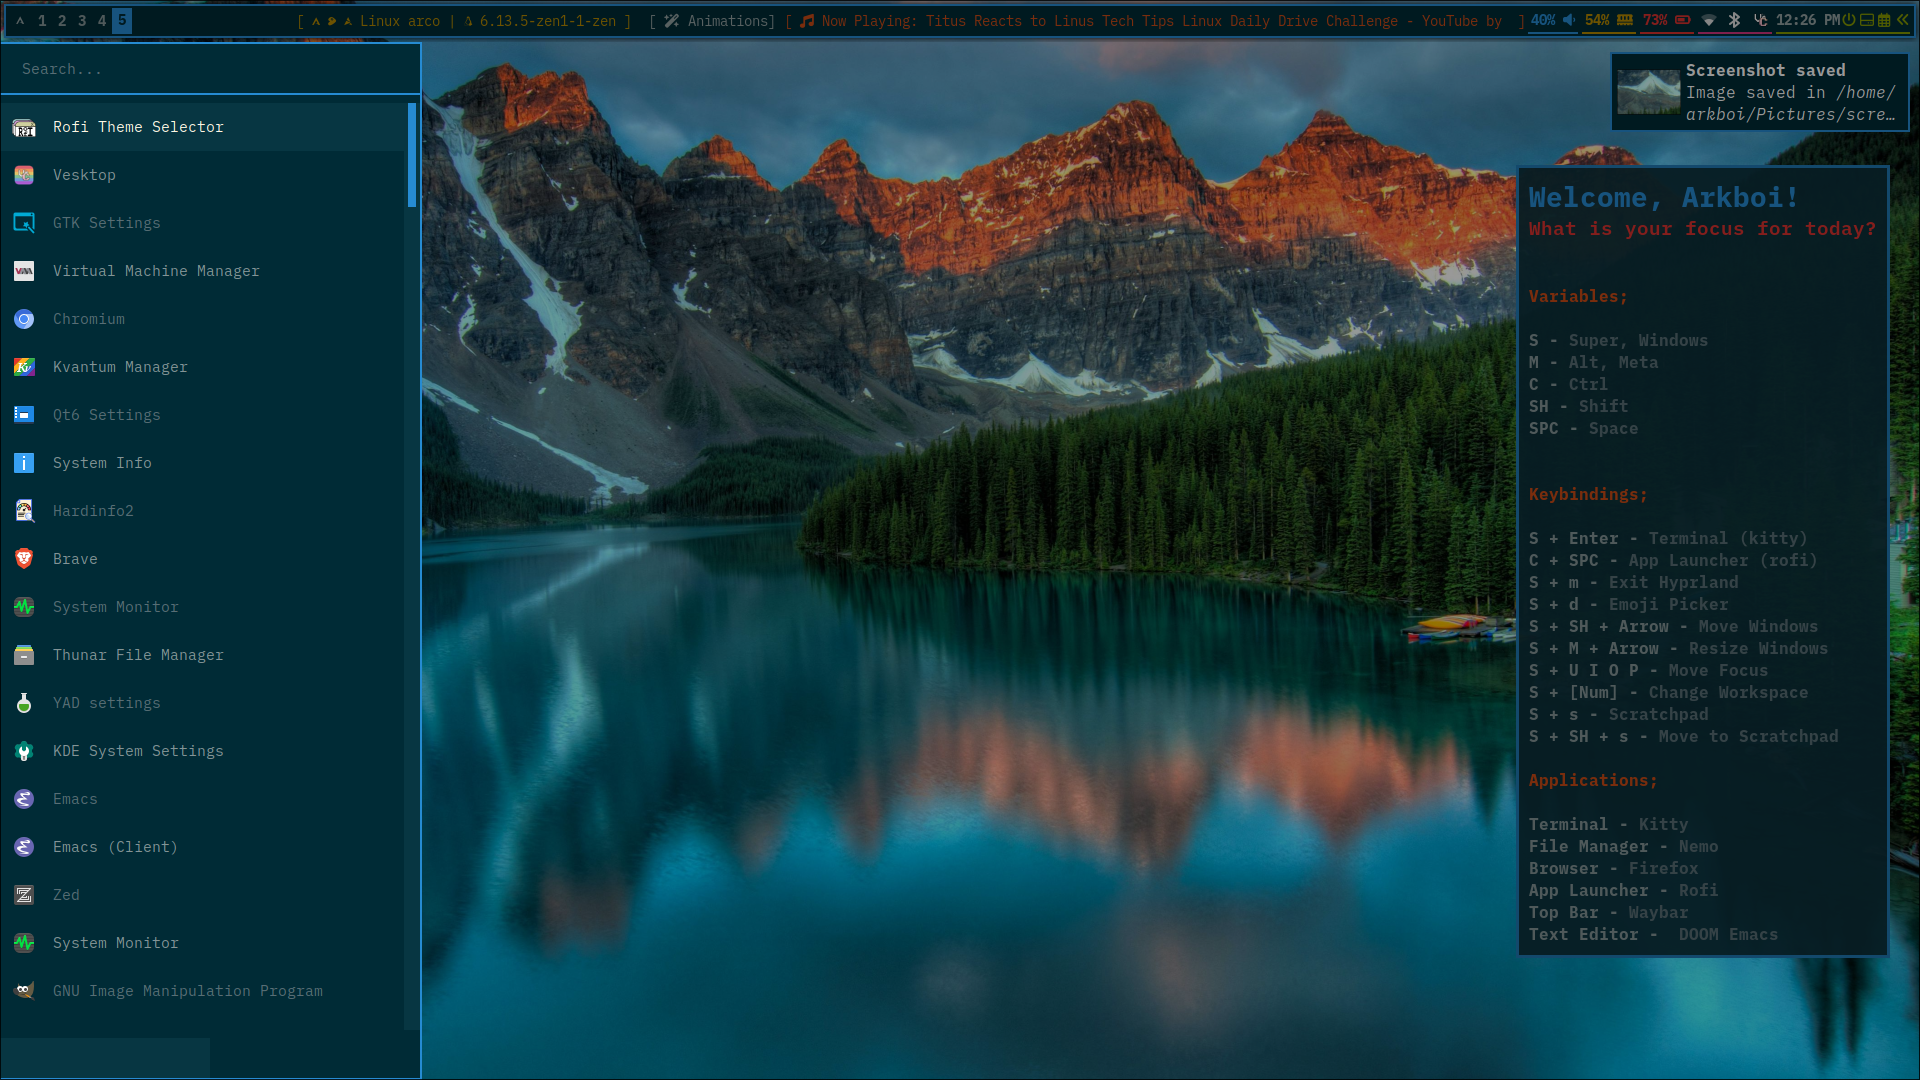 1 2 3 4 5
[ Linux arco | 6.13.5-zen1-1-zen ]
[ Animations]
[ Now Playing: Titus Reacts to Linus Tech Tips Linux Daily Drive Challenge - YouTube by ]
40% 54% 73% 12:26 PM
Search...
Rofi Theme Selector
Vesktop
GTK Settings
Virtual Machine Manager
Chromium
Kvantum Manager
Qt6 Settings
System Info
Hardinfo2
Brave
System Monitor
Thunar File Manager
YAD settings
KDE System Settings
Emacs
Emacs (Client)
Zed
System Monitor
GNU Image Manipulation Program
Screenshot saved
Image saved in /home/
arkboi/Pictures/scre…
Welcome, Arkboi!
What is your focus for today?
Variables;
S - Super, Windows
M - Alt, Meta
C - Ctrl
SH - Shift
SPC - Space
Keybindings;
S + Enter - Terminal (kitty)
C + SPC - App Launcher (rofi)
S + m - Exit Hyprland
S + d - Emoji Picker
S + SH + Arrow - Move Windows
S + M + Arrow - Resize Windows
S + U I O P - Move Focus
S + [Num] - Change Workspace
S + s - Scratchpad
S + SH + s - Move to Scratchpad
Applications;
Terminal - Kitty
File Manager - Nemo
Browser - Firefox
App Launcher - Rofi
Top Bar - Waybar
Text Editor - DOOM Emacs